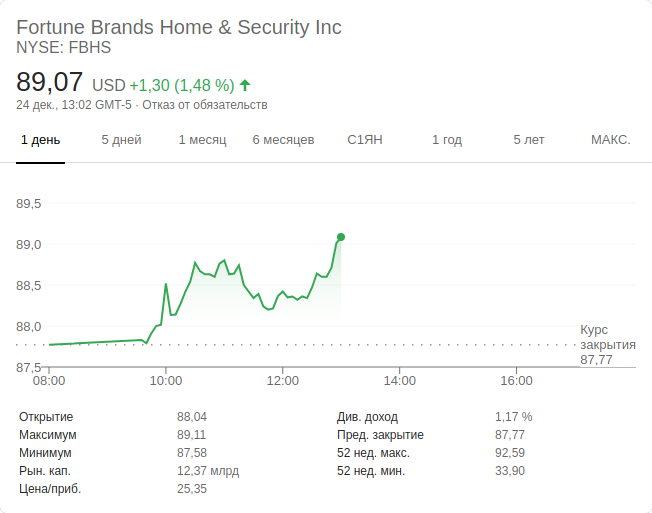 Fortune Brands Home & Security Inc
NYSE: FBHS
89,07 USD +1,30 (1,48 %)
24 дек., 13:02 GMT-5 · Отказ от обязательств
1 день 5 дней 1 месяц 6 месяцев С1ЯН 1 год 5 лет МАКС.
89,5
89,0
88,5
88,0
Курс
закрытия
87,77
87,5
08:00 10:00 12:00 14:00 16:00
Открытие 88,04 Див. доход 1,17 %
Максимум 89,11 Пред. закрытие 87,77
Минимум 87,58 52 нед. макс. 92,59
Рын. кап. 12,37 млрд 52 нед. мин. 33,90
Цена/приб. 25,35